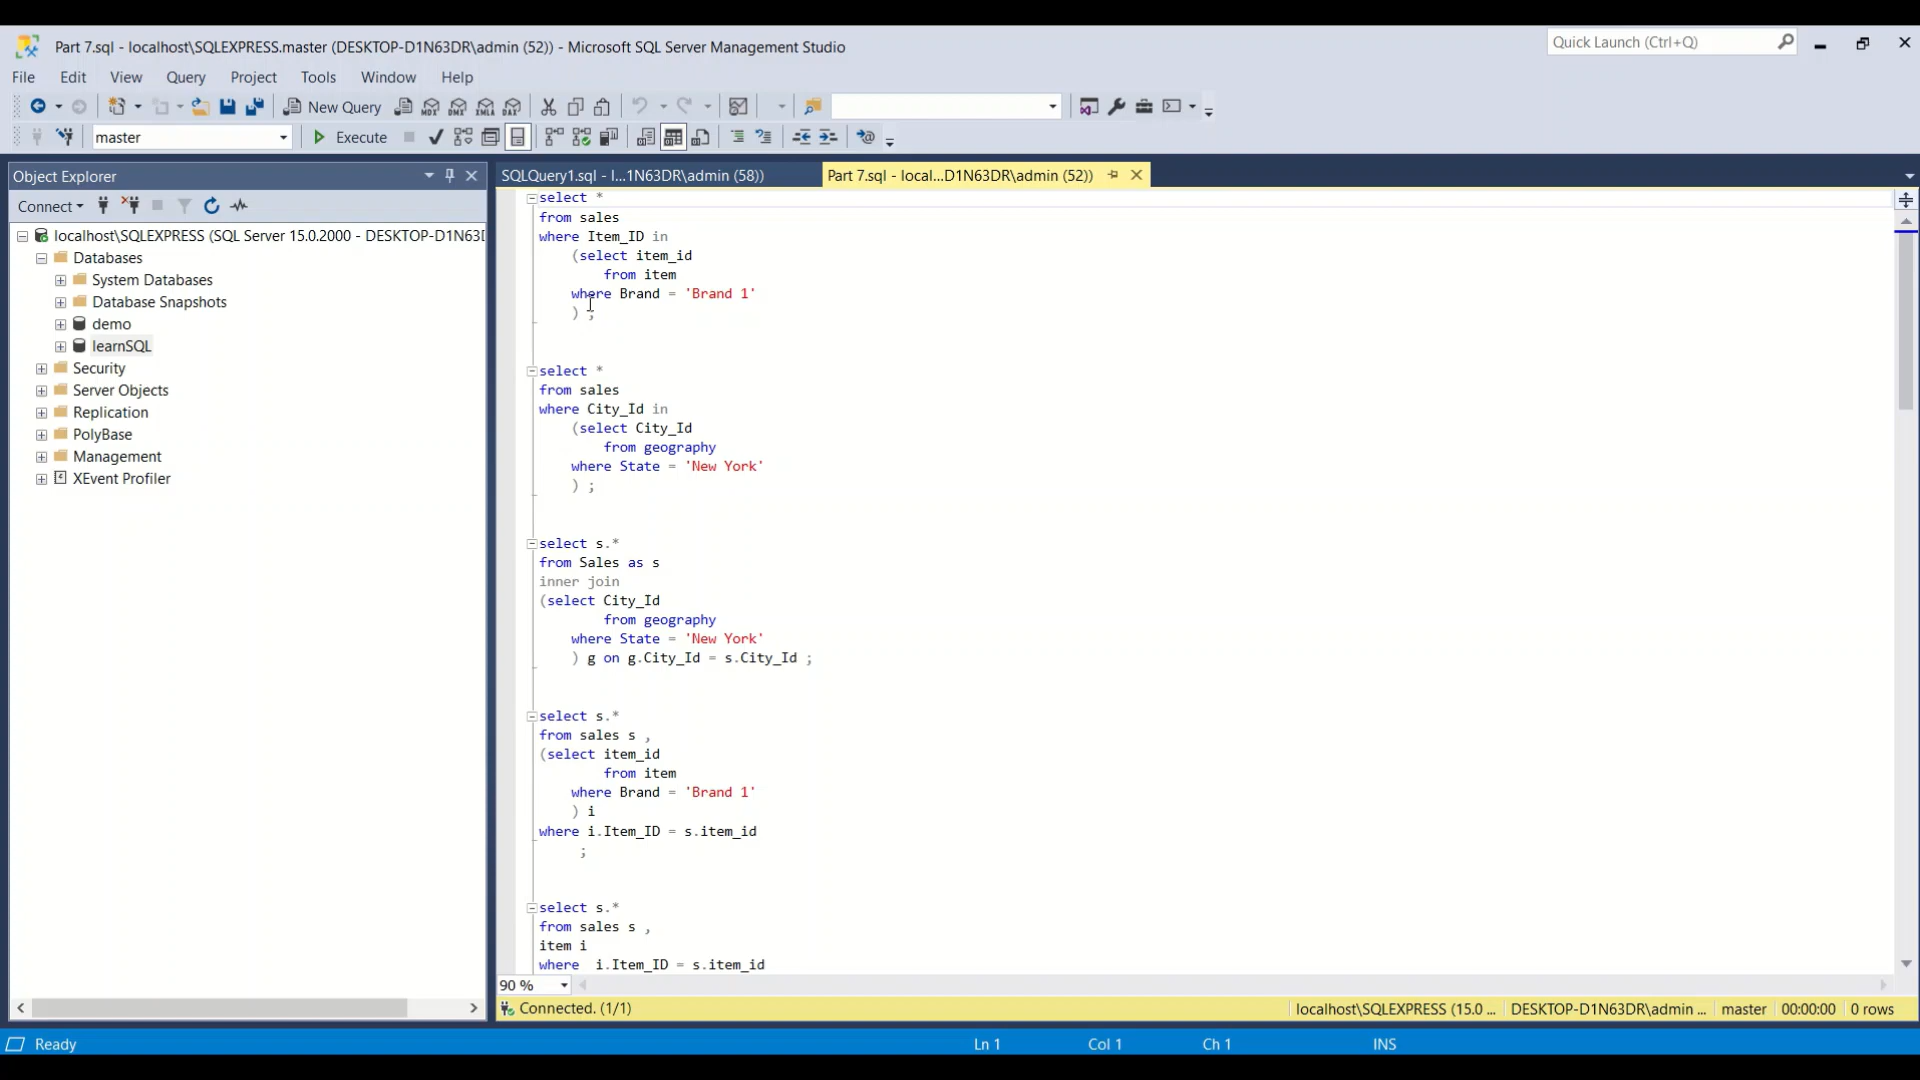 Part 7.sql - localhost\SQLEXPRESS.master (DESKTOP-D1N63DR\admin (52)) - Microsoft SQL Server Management Studio
Quick Launch (Ctrl+Q)
File Edit View Query Project Tools Window Help
New Query
MDX DMX XMLA DAX
master
Execute
Object Explorer
SQLQuery1.sql - l...1N63DR\admin (58))
Part 7.sql - local...D1N63DR\admin (52))
Connect
localhost\SQLEXPRESS (SQL Server 15.0.2000 - DESKTOP-D1N63
Databases
System Databases
Database Snapshots
demo
learnSQL
Security
Server Objects
Replication
PolyBase
Management
XEvent Profiler
select *
from sales
where Item_ID in
(select item_id
from item
where Brand = 'Brand 1'
) ;
select *
from sales
where City_Id in
(select City_Id
from geography
where State = 'New York'
) ;
select s.*
from Sales as s
inner join
(select City_Id
from geography
where State = 'New York'
) g on g.City_Id = s.City_Id ;
select s.*
from sales s ,
(select item_id
from item
where Brand = 'Brand 1'
) i
where i.Item_ID = s.item_id
;
select s.*
from sales s ,
item i
where  i.Item_ID = s.item_id
90 %
Connected. (1/1)
localhost\SQLEXPRESS (15.0 ... DESKTOP-D1N63DR\admin ... master 00:00:00 0 rows
Ready
Ln 1 Col 1 Ch 1 INS